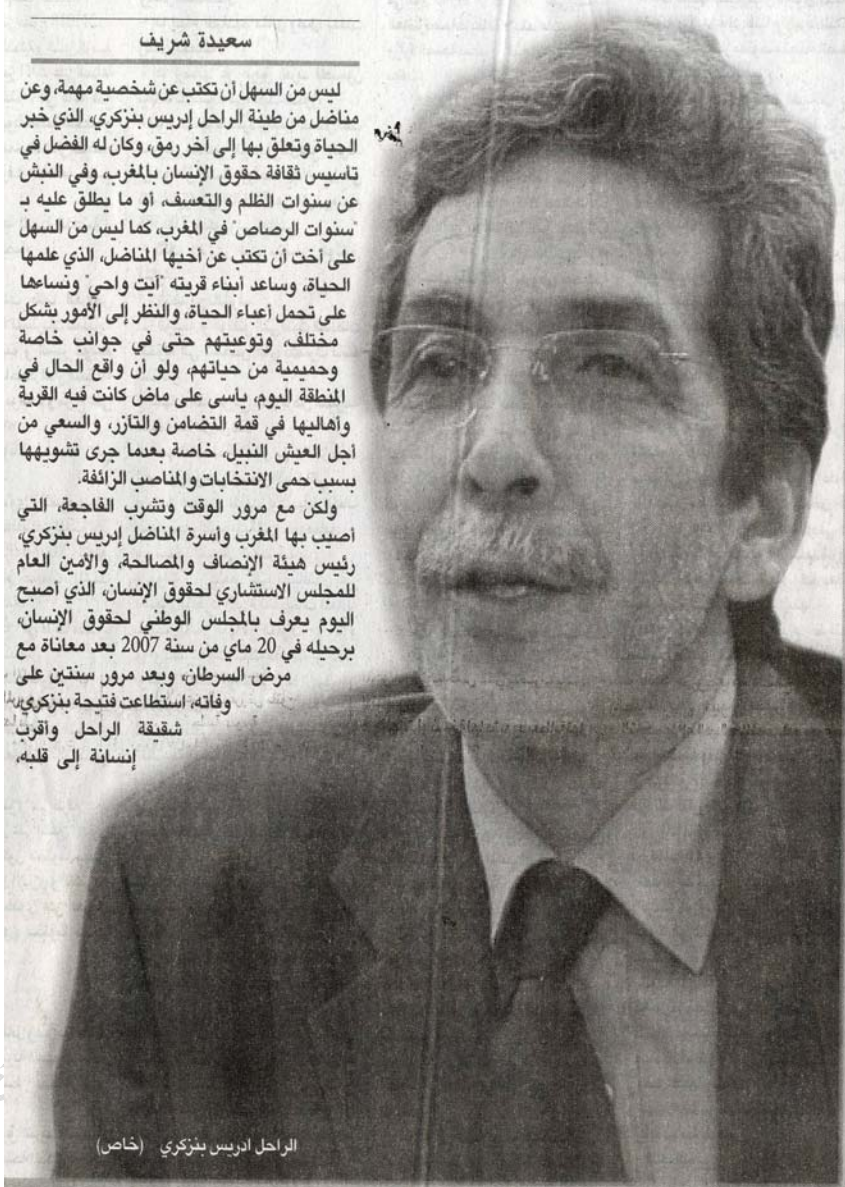 سعيدة شريف
ليس من السهل أن تكتب عن شخصية مهمة، وعن
مناضل من طينة الراحل إدريس بنزكري، الذي خبر
الحياة وتعلق بها إلى آخر رمق، وكان له الفضل في
تأسيس ثقافة حقوق الإنسان بالمغرب، وفي النبش
عن سنوات الظلم والتعسف، أو ما يطلق عليه بـ
"سنوات الرصاص" في المغرب، كما ليس من السهل
على أخت أن تكتب عن أخيها المناضل، الذي علمها
الحياة، وساعد أبناء قريته "أيت واحي" ونساءها
على تحمل أعباء الحياة، والنظر إلى الأمور بشكل
مختلف، وتوعيتهم حتى في جوانب خاصة
وحميمية من حياتهم، ولو أن واقع الحال في
المنطقة اليوم، يأسى على ماض كانت فيه القرية
وأهاليها في قمة التضامن والتآزر، والسعي من
أجل العيش النبيل، خاصة بعدما جرى تشويهها
بسبب حمى الانتخابات والمناصب الزائفة.
ولكن مع مرور الوقت وتشرب الفاجعة، التي
أصيب بها المغرب وأسرة المناضل إدريس بنزكري،
رئيس هيئة الإنصاف والمصالحة، والأمين العام
للمجلس الاستشاري لحقوق الإنسان، الذي أصبح
اليوم يعرف بالمجلس الوطني لحقوق الإنسان،
برحيله في 20 ماي من سنة 2007 بعد معاناة مع
مرض السرطان، وبعد مرور سنتين على
وفاته، استطاعت فتيحة بنزكري،
شقيقة الراحل وأقرب
إنسانة إلى قلبه،
الراحل ادريس بنزكري (خاص)